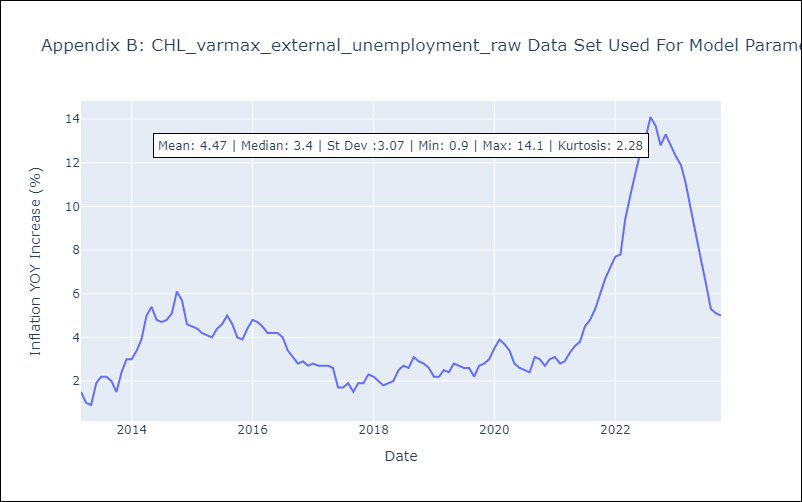 Appendix B: CHL_varmax_external_unemployment_raw Data Set Used For Model Param
14
Mean: 4.47 | Median: 3.4 | St Dev :3.07 | Min: 0.9 | Max: 14.1 | Kurtosis: 2.28
12
10
8
6
4
2
Inflation YOY Increase (%)
2014 2016 2018 2020 2022
Date